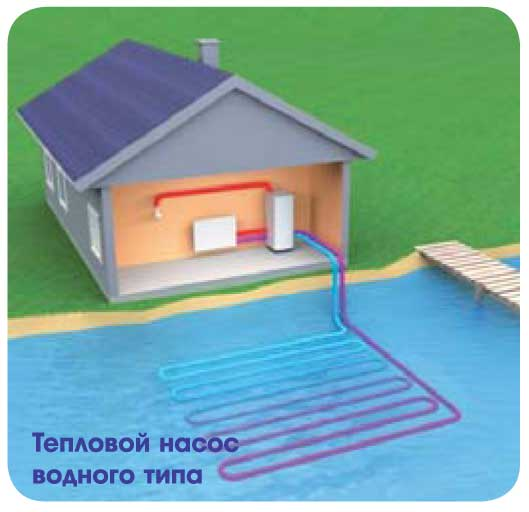 Тепловой насос
водного типа